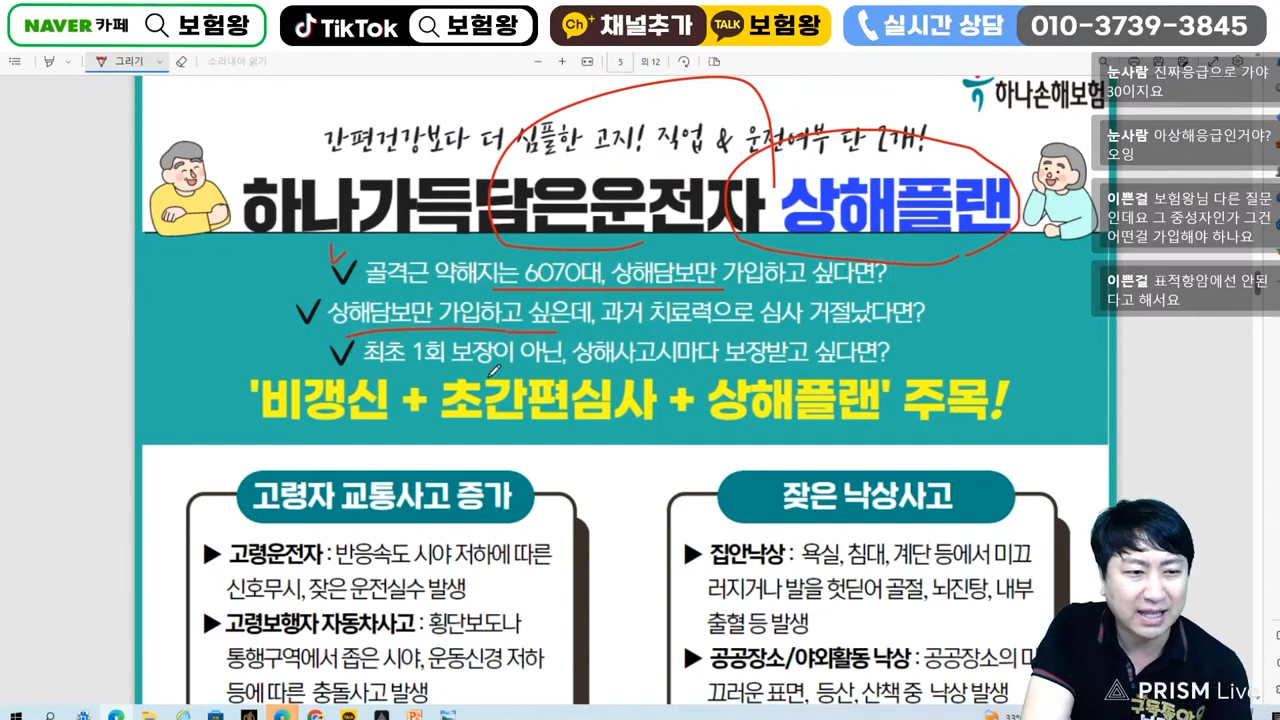 NAVER 카페 보험왕
TikTok 보험왕
Ch+ 채널추가 TALK 보험왕
실시간 상담 010-3739-3845
그리기 소리내어 읽기
5 의 12
하나손해보험
간편건강보다 더 심플한 고지! 직업 & 운전여부 단 2개!
하나가득담은운전자 상해플랜
골격근 약해지는 6070대, 상해담보만 가입하고 싶다면?
상해담보만 가입하고 싶은데, 과거 치료력으로 심사 거절났다면?
최초 1회 보장이 아닌, 상해사고시마다 보장받고 싶다면?
'비갱신 + 초간편심사 + 상해플랜' 주목!
고령자 교통사고 증가
▶ 고령운전자 : 반응속도 시야 저하에 따른
신호무시, 잦은 운전실수 발생
▶ 고령보행자 자동차사고 : 횡단보도나
통행구역에서 좁은 시야, 운동신경 저하
등에 따른 충돌사고 발생
잦은 낙상사고
▶ 집안낙상 : 욕실, 침대, 계단 등에서 미끄
러지거나 발을 헛딛어 골절, 뇌진탕, 내부
출혈 등 발생
▶ 공공장소/야외활동 낙상 : 공공장소의 미
끄러운 표면, 등산, 산책 중 낙상 발생
눈사람 진짜응급으로 가야
30이지요
눈사람 아상해응급인거야?
오잉
이쁜걸 보험왕님 다른 질문
인데요 그 중성자인가 그건
어떤걸 가입해야 하나요
이쁜걸 표적항암에선 안된
다고 해서요
PRISM Live
33°